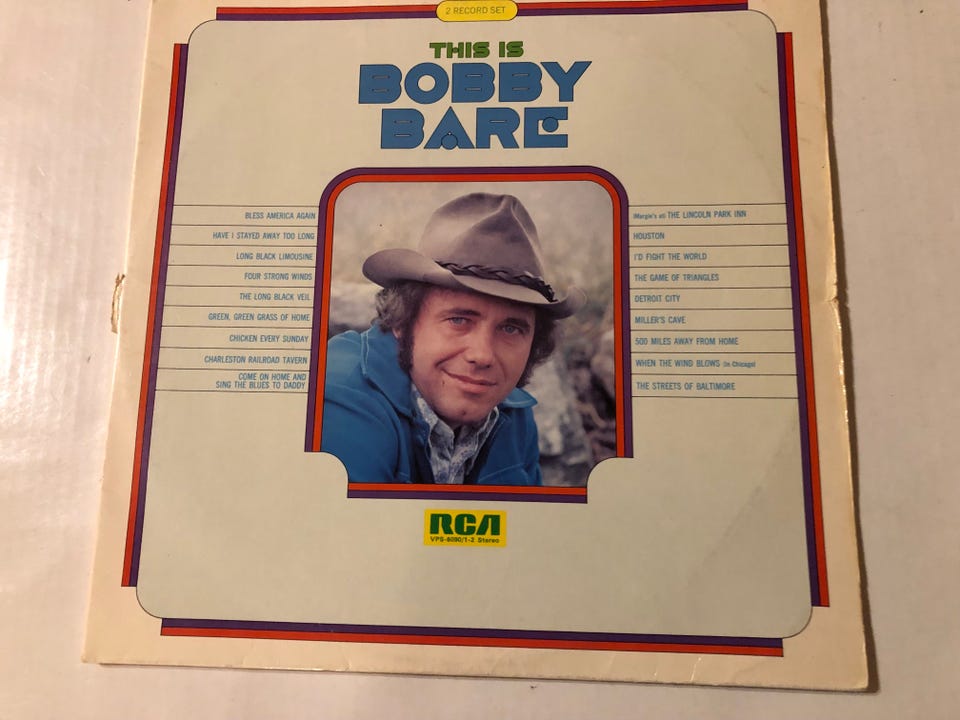 2 RECORD SET
THIS IS
BOBBY
BARE
BLESS AMERICA AGAIN
HAVE I STAYED AWAY TOO LONG
LONG BLACK LIMOUSINE
FOUR STRONG WINDS
THE LONG BLACK VEIL
GREEN, GREEN GRASS OF HOME
CHICKEN EVERY SUNDAY
CHARLESTON RAILROAD TAVERN
COME ON HOME AND
SING THE BLUES TO DADDY
(Margie's at) THE LINCOLN PARK INN
HOUSTON
I'D FIGHT THE WORLD
THE GAME OF TRIANGLES
DETROIT CITY
MILLER'S CAVE
500 MILES AWAY FROM HOME
WHEN THE WIND BLOWS (In Chicago)
THE STREETS OF BALTIMORE
RCA
VPS-6090/1-2 Stereo